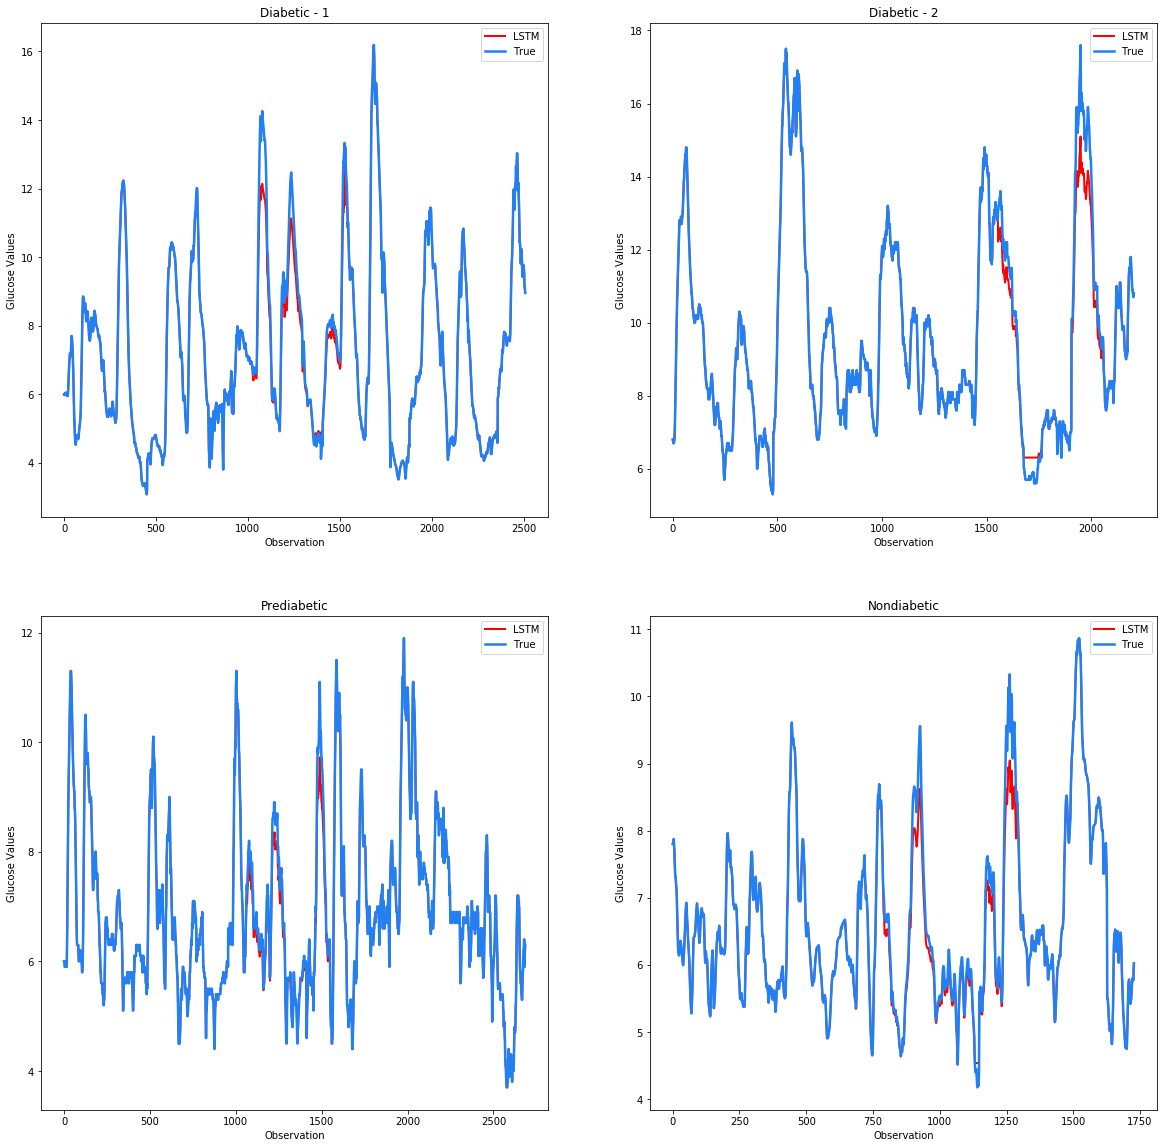 Diabetic - 1
LSTM
True
16
14
12
10
8
6
4
Glucose Values
0 500 1000 1500 2000 2500
Observation
Diabetic - 2
LSTM
True
18
16
14
12
10
8
6
Glucose Values
0 500 1000 1500 2000
Observation
Prediabetic
LSTM
True
12
10
8
6
4
Glucose Values
0 500 1000 1500 2000 2500
Observation
Nondiabetic
LSTM
True
11
10
9
8
7
6
5
4
Glucose Values
0 250 500 750 1000 1250 1500 1750
Observation